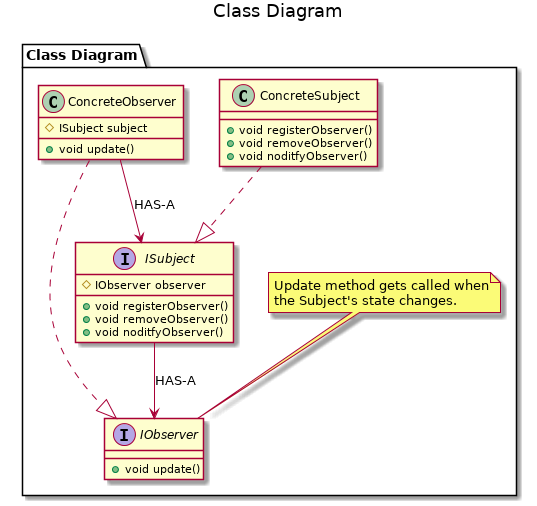 Class Diagram
Class Diagram
C ConcreteObserver
ISubject subject
void update()
C ConcreteSubject
void registerObserver()
void removeObserver()
void noditfyObserver()
HAS-A
I ISubject
IObserver observer
void registerObserver()
void removeObserver()
void noditfyObserver()
Update method gets called when
the Subject's state changes.
HAS-A
I IObserver
void update()